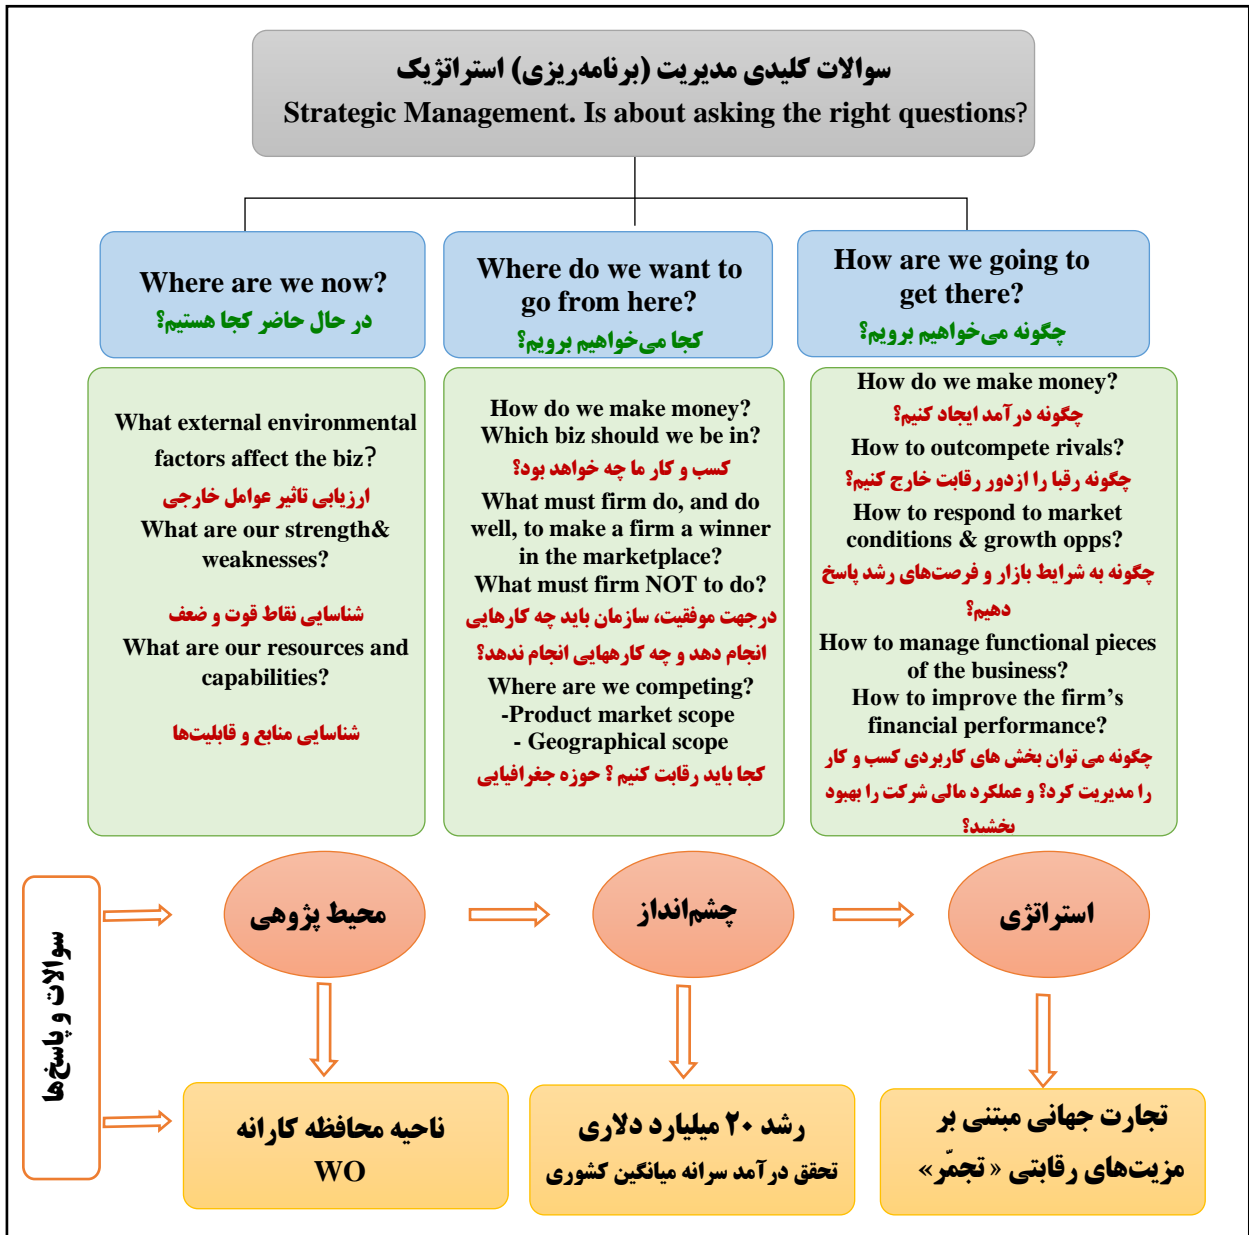 سوالات کلیدی مدیریت (برنامه‌ریزی) استراتژیک
Strategic Management. Is about asking the right questions?
Where are we now?
در حال حاضر کجا هستیم؟
Where do we want to
go from here?
کجا می‌خواهیم برویم؟
How are we going to
get there?
چگونه می‌خواهیم برویم؟
What external environmental
factors affect the biz?
ارزیابی تاثیر عوامل خارجی
What are our strength&
weaknesses?
شناسایی نقاط قوت و ضعف
What are our resources and
capabilities?
شناسایی منابع و قابلیت‌ها
How do we make money?
Which biz should we be in?
کسب و کار ما چه خواهد بود؟
What must firm do, and do
well, to make a firm a winner
in the marketplace?
What must firm NOT to do?
درجهت موفقیت، سازمان باید چه کارهایی
انجام دهد و چه کارههایی انجام ندهد؟
Where are we competing?
-Product market scope
- Geographical scope
کجا باید رقابت کنیم ؟ حوزه جغرافیایی
How do we make money?
چگونه درآمد ایجاد کنیم؟
How to outcompete rivals?
چگونه رقبا را ازدور رقابت خارج کنیم؟
How to respond to market
conditions & growth opps?
چگونه به شرایط بازار و فرصت‌های رشد پاسخ
دهیم؟
How to manage functional pieces
of the business?
How to improve the firm’s
financial performance?
چگونه می توان بخش های کاربردی کسب و کار
را مدیریت کرد؟ و عملکرد مالی شرکت را بهبود
بخشید؟
سوالات و پاسخ‌ها
محیط پژوهی
چشم‌انداز
استراتژی
ناحیه محافظه کارانه
WO
رشد ۲۰ میلیارد دلاری
تحقق درآمد سرانه میانگین کشوری
تجارت جهانی مبتنی بر
مزیت‌های رقابتی « تجمّر»